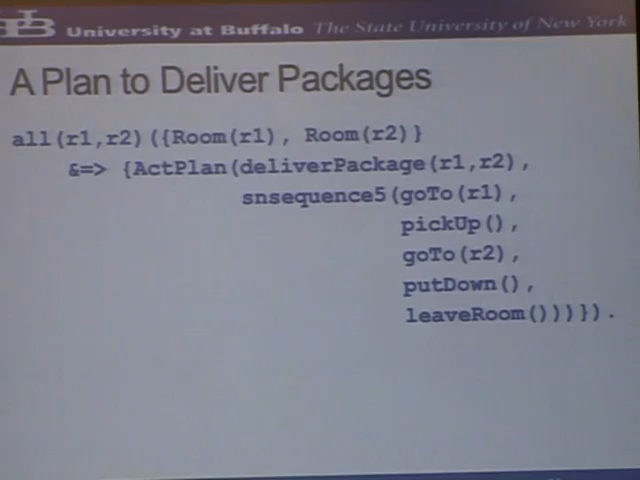 University at Buffalo The State University of New York
A Plan to Deliver Packages
all(r1,r2)({Room(r1), Room(r2)}
&=> {ActPlan(deliverPackage(r1,r2),
snsequence5(goTo(r1),
pickUp(),
goTo(r2),
putDown(),
leaveRoom()))}).